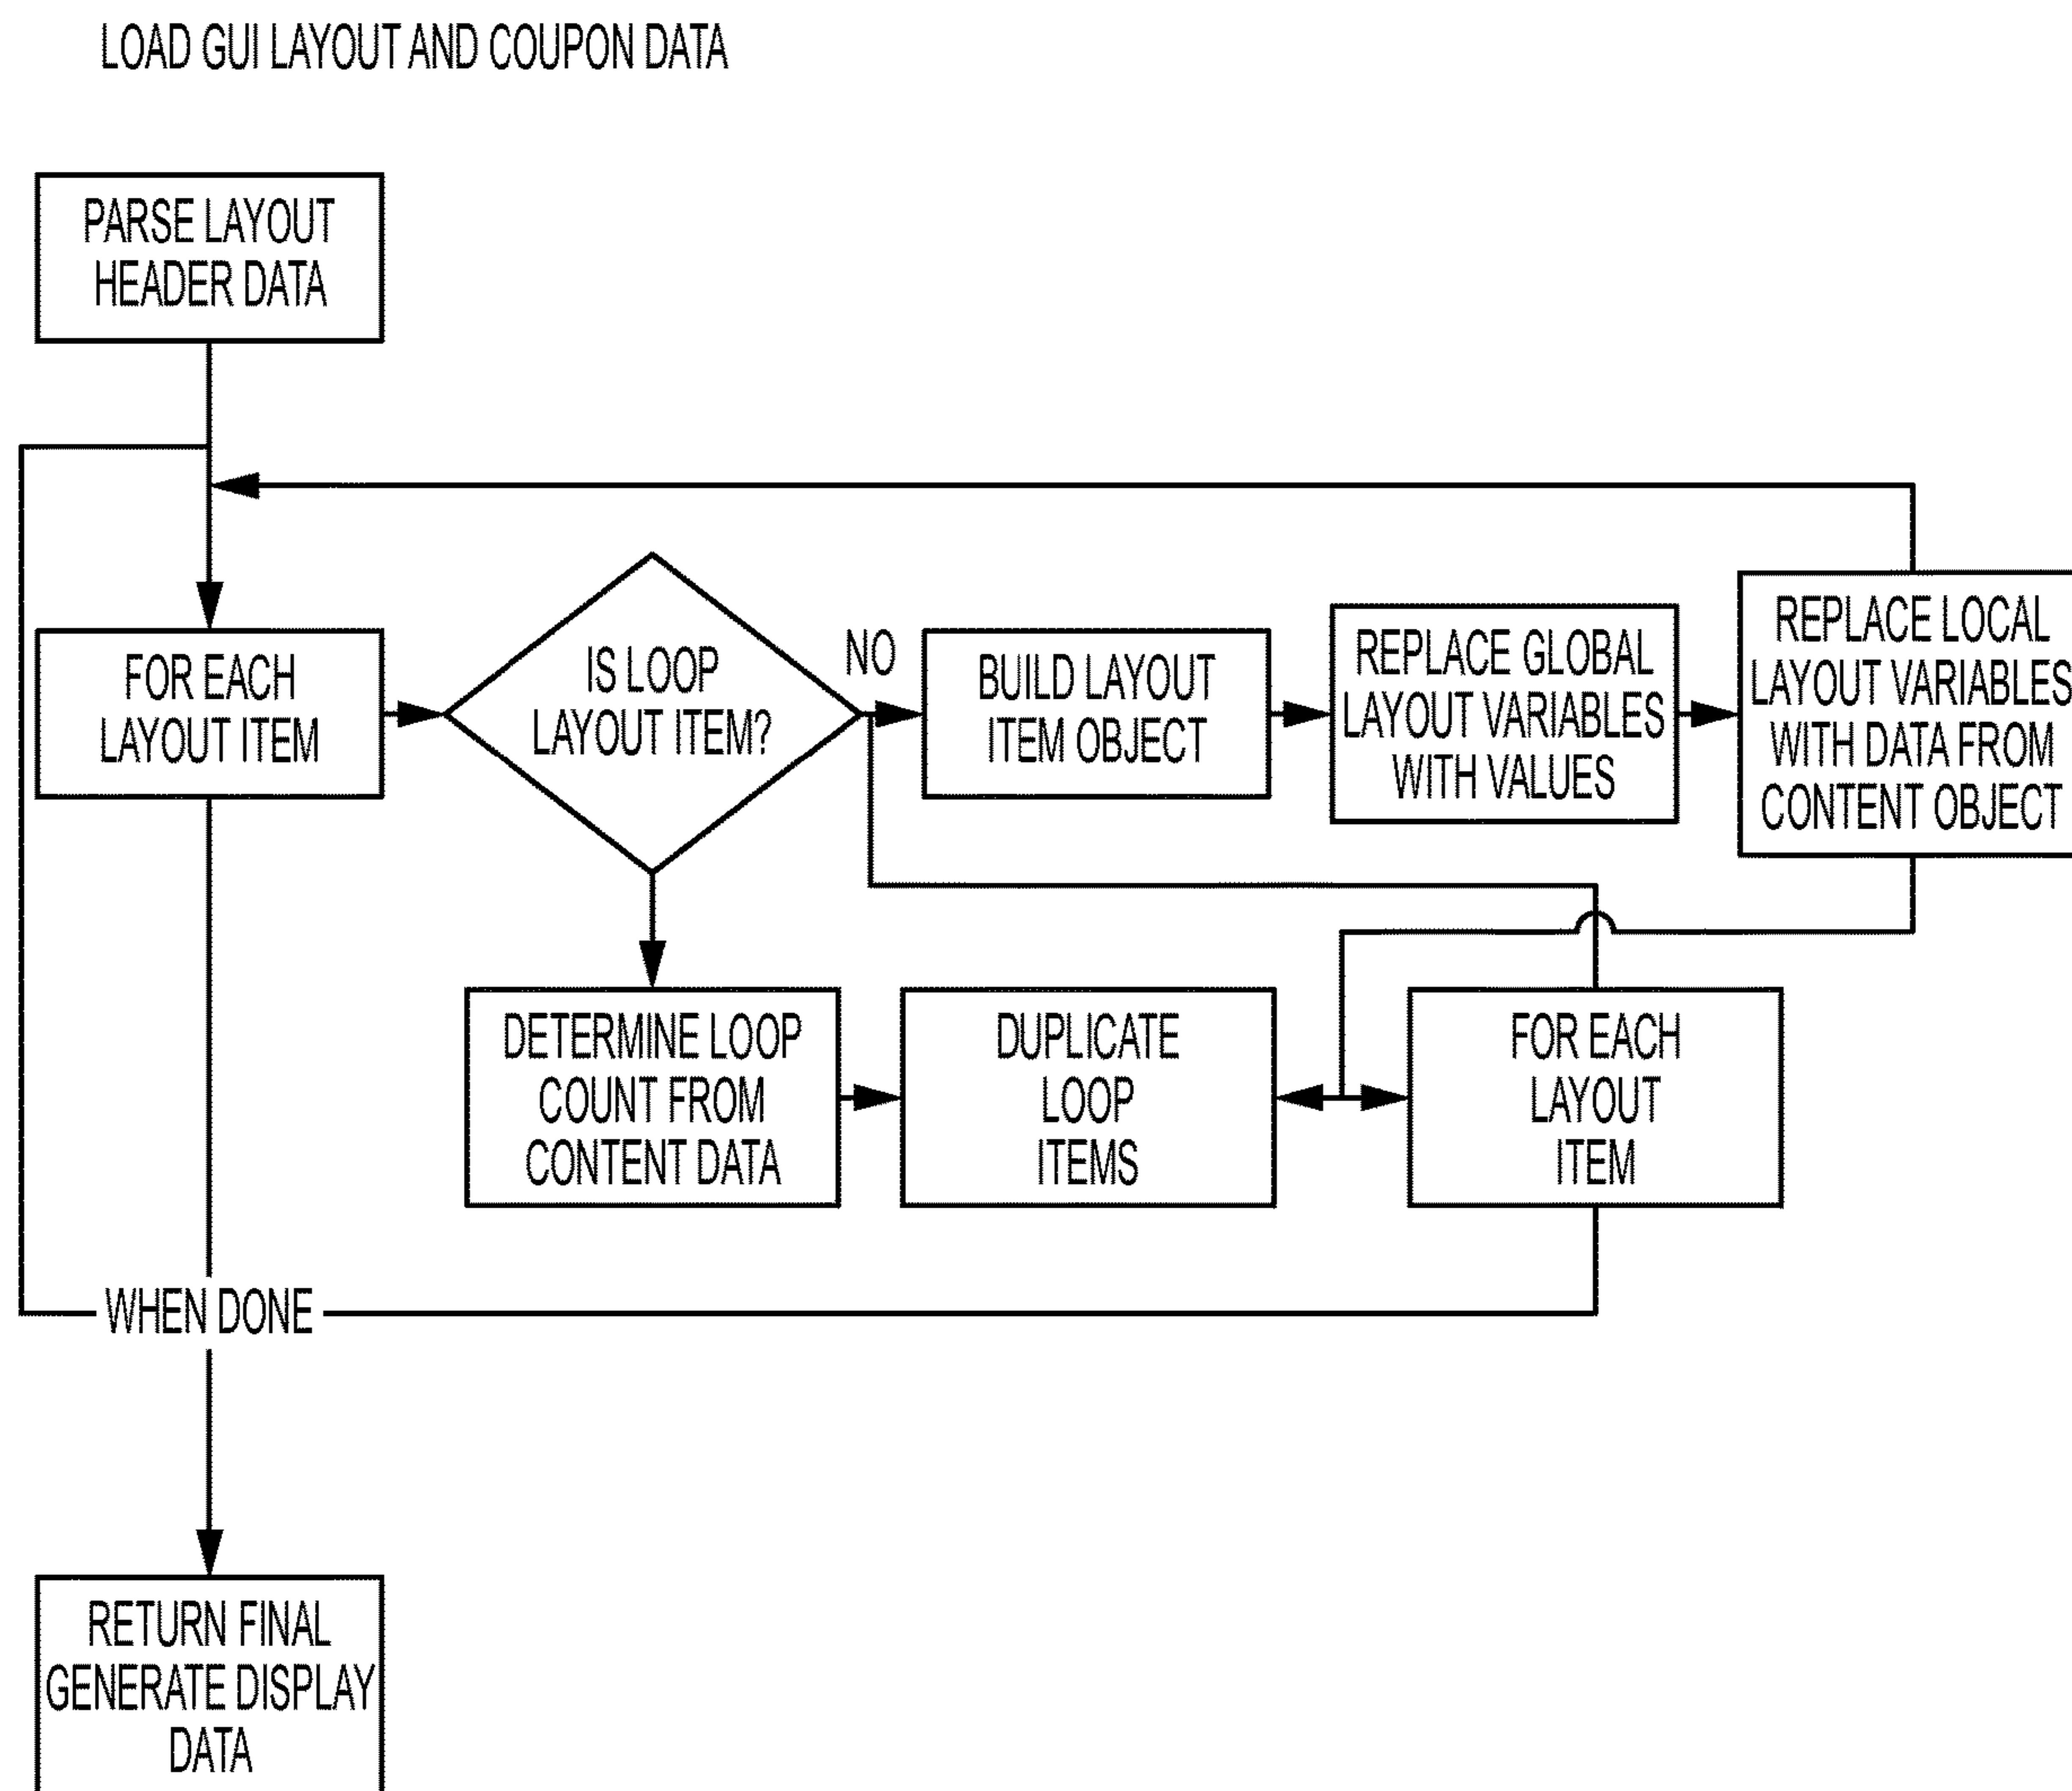 LOAD GUI LAYOUT AND COUPON DATA
PARSE LAYOUT
HEADER DATA
FOR EACH
LAYOUT ITEM
IS LOOP
LAYOUT ITEM?
NO
BUILD LAYOUT
ITEM OBJECT
REPLACE GLOBAL
LAYOUT VARIABLES
WITH VALUES
REPLACE LOCAL
LAYOUT VARIABLES
WITH DATA FROM
CONTENT OBJECT
DETERMINE LOOP
COUNT FROM
CONTENT DATA
DUPLICATE
LOOP
ITEMS
FOR EACH
LAYOUT
ITEM
WHEN DONE
RETURN FINAL
GENERATE DISPLAY
DATA